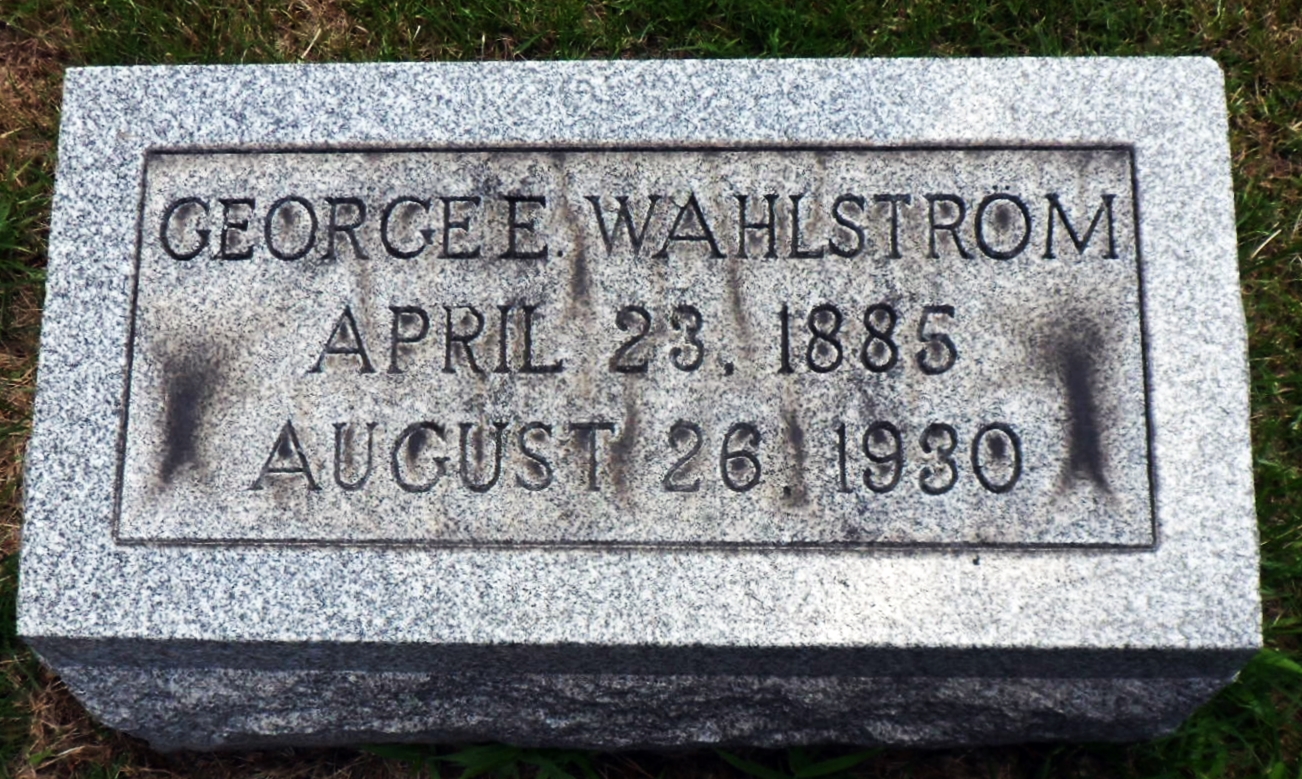 GEORGE E. WAHLSTRÖM
APRIL 23, 1885
AUGUST 26, 1930